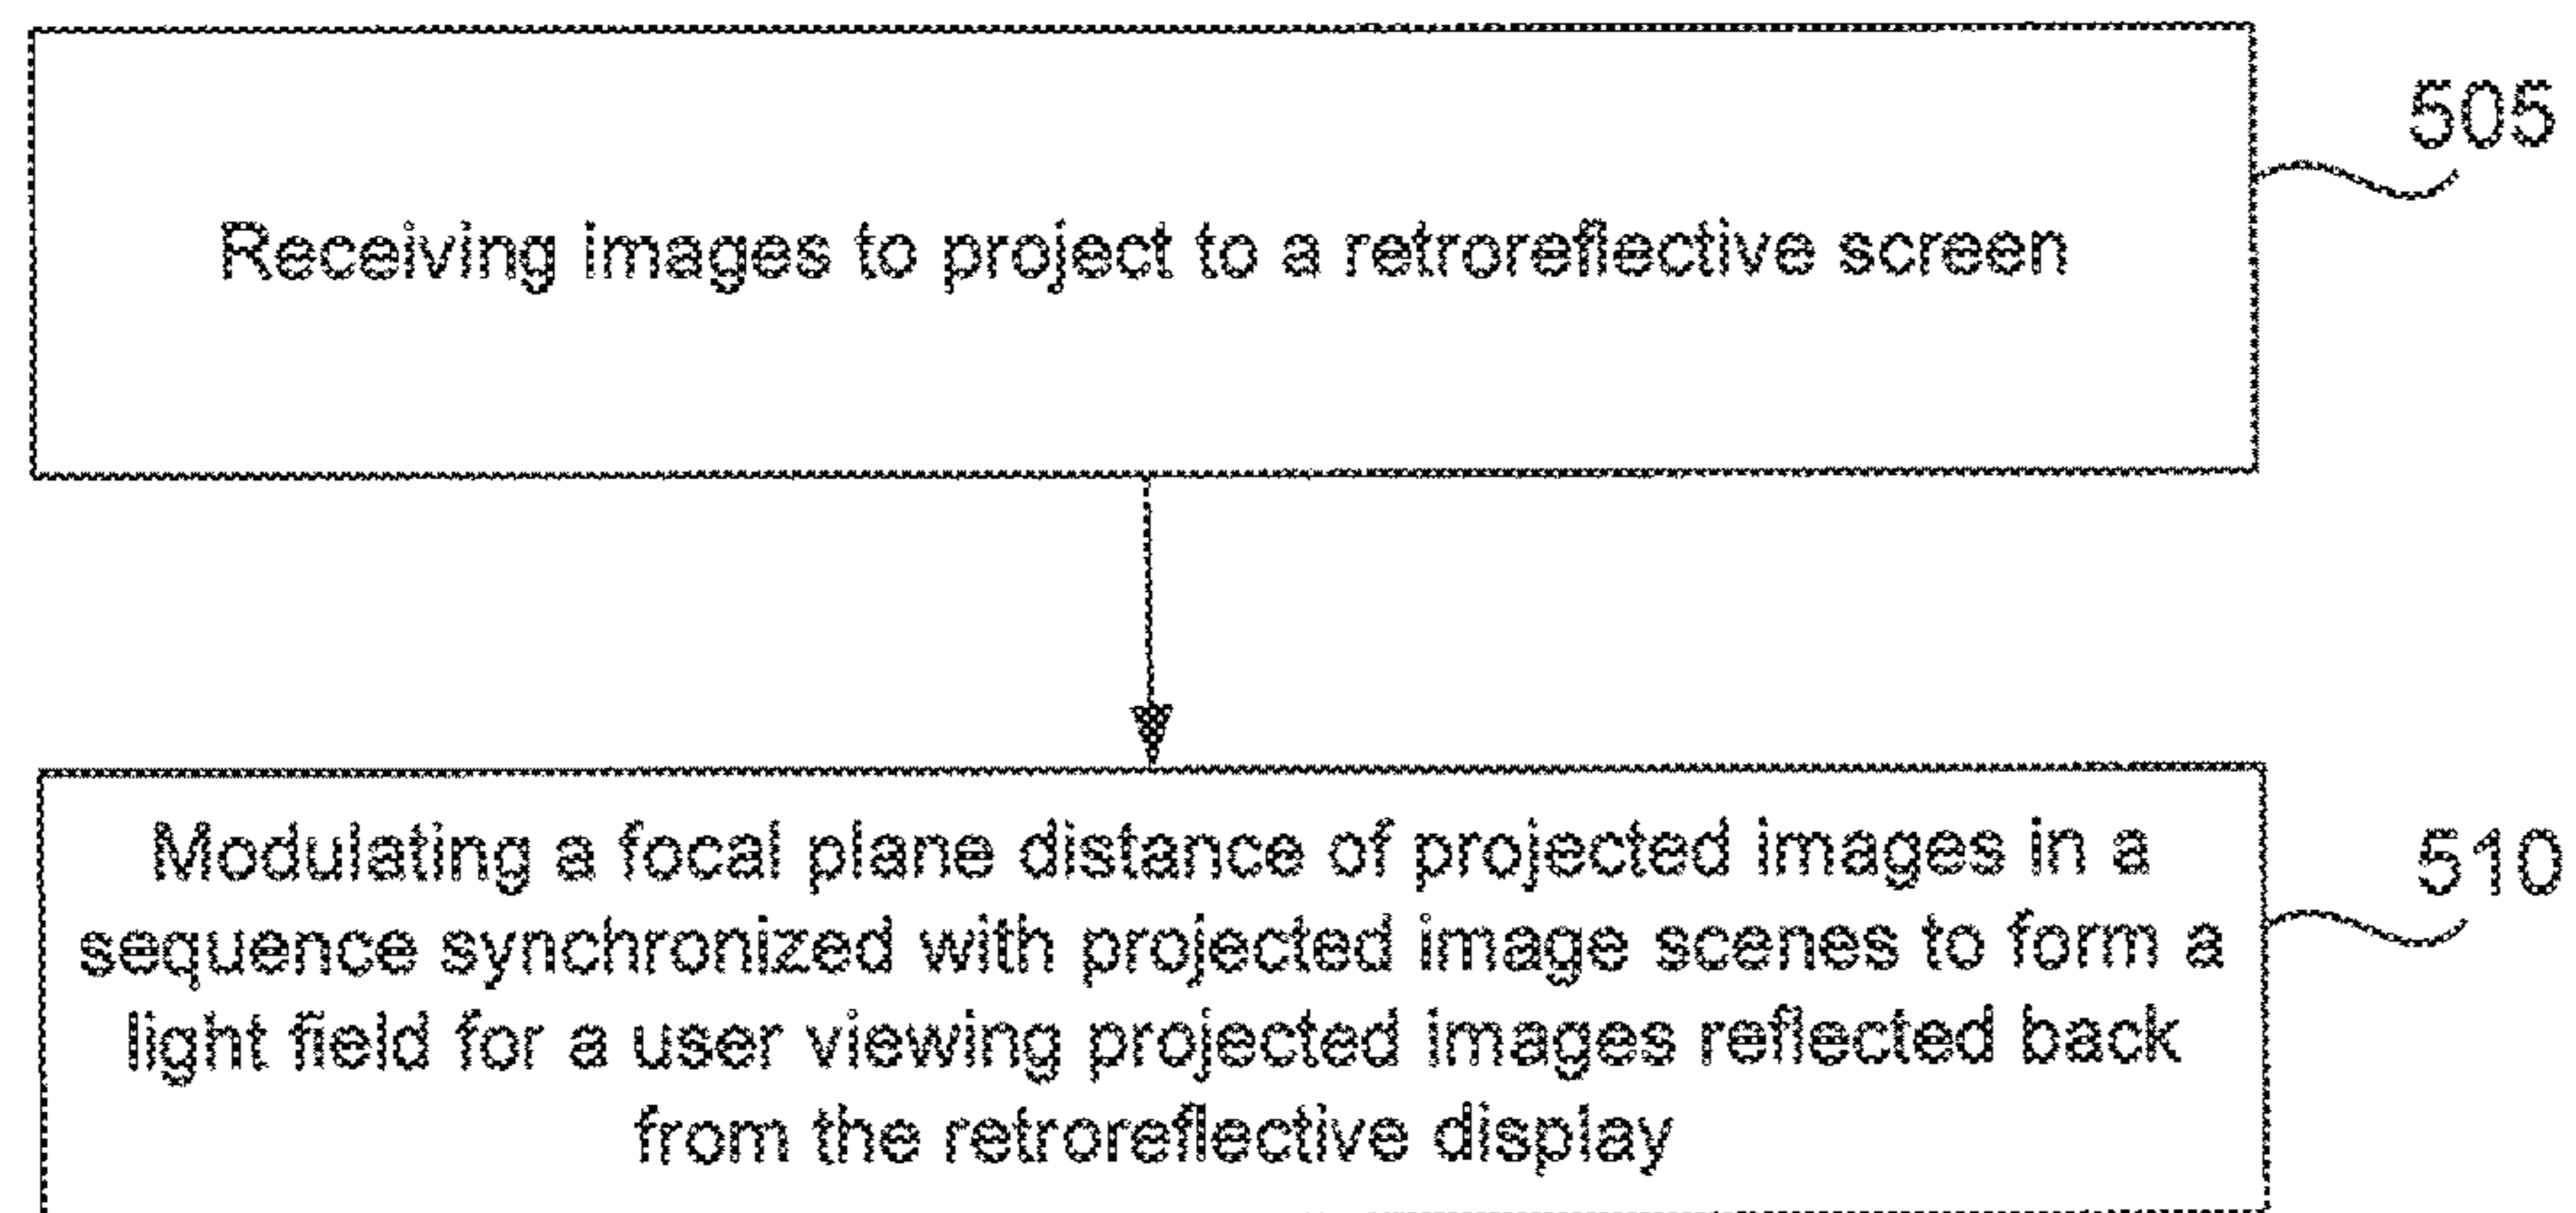 505
Receiving images to project to a retroreflective screen
510
Modulating a focal plane distance of projected images in a
sequence synchronized with projected image scenes to form a
light field for a user viewing projected images reflected back
from the retroreflective display